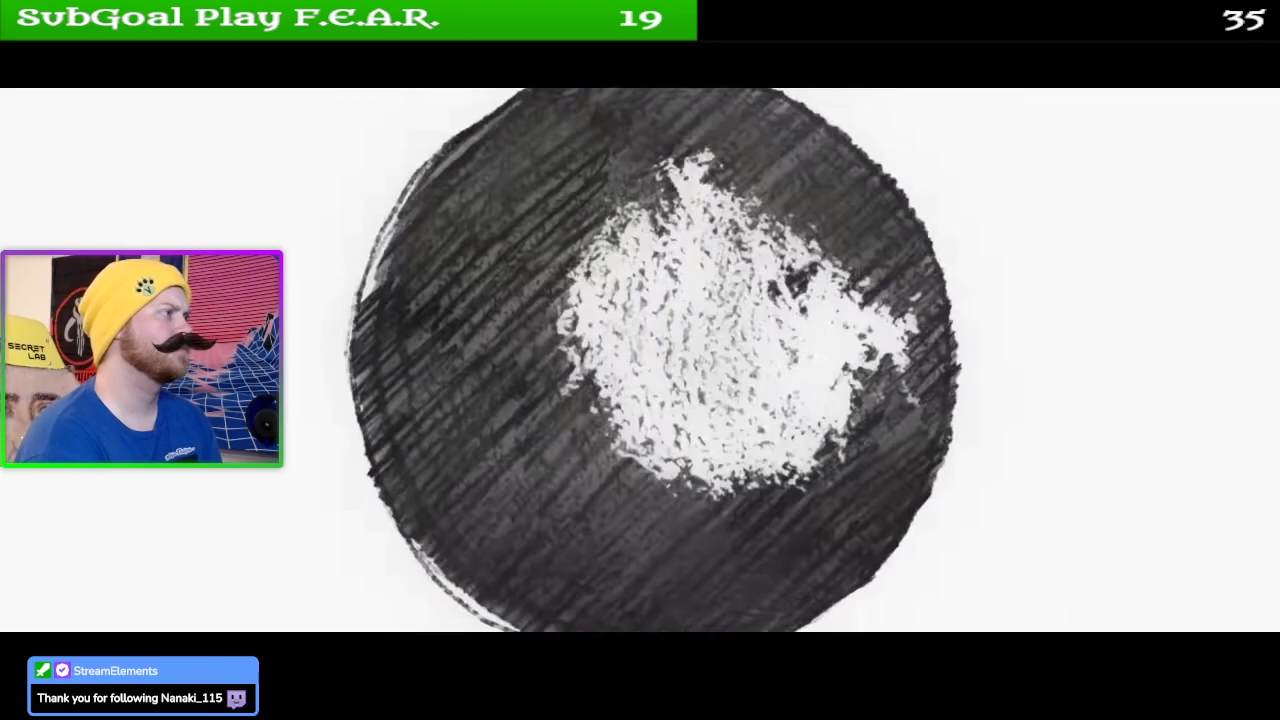 SubGoal Play F.E.A.R. 19 35
SECRET
LAB
StreamElements
Thank you for following Nanaki_115